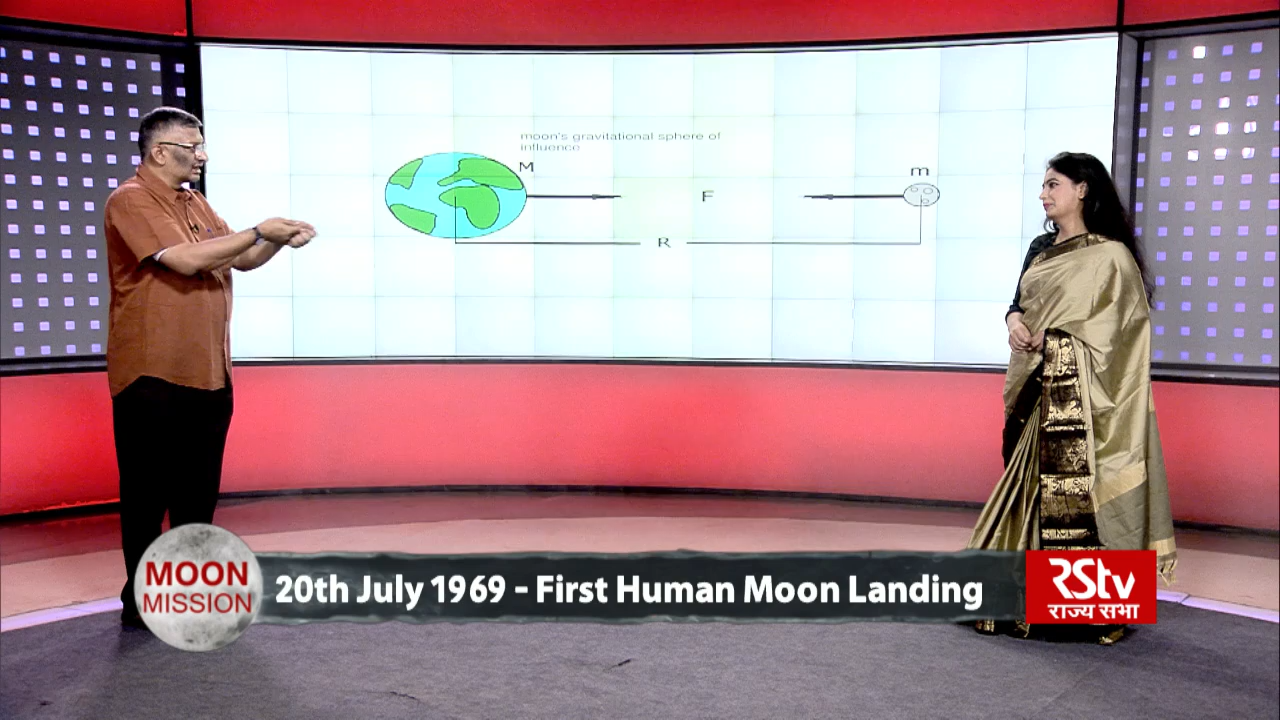 moon's gravitational sphere of
influence
M
m
F
R
MOON
MISSION
20th July 1969 - First Human Moon Landing
RStv
राज्य सभा